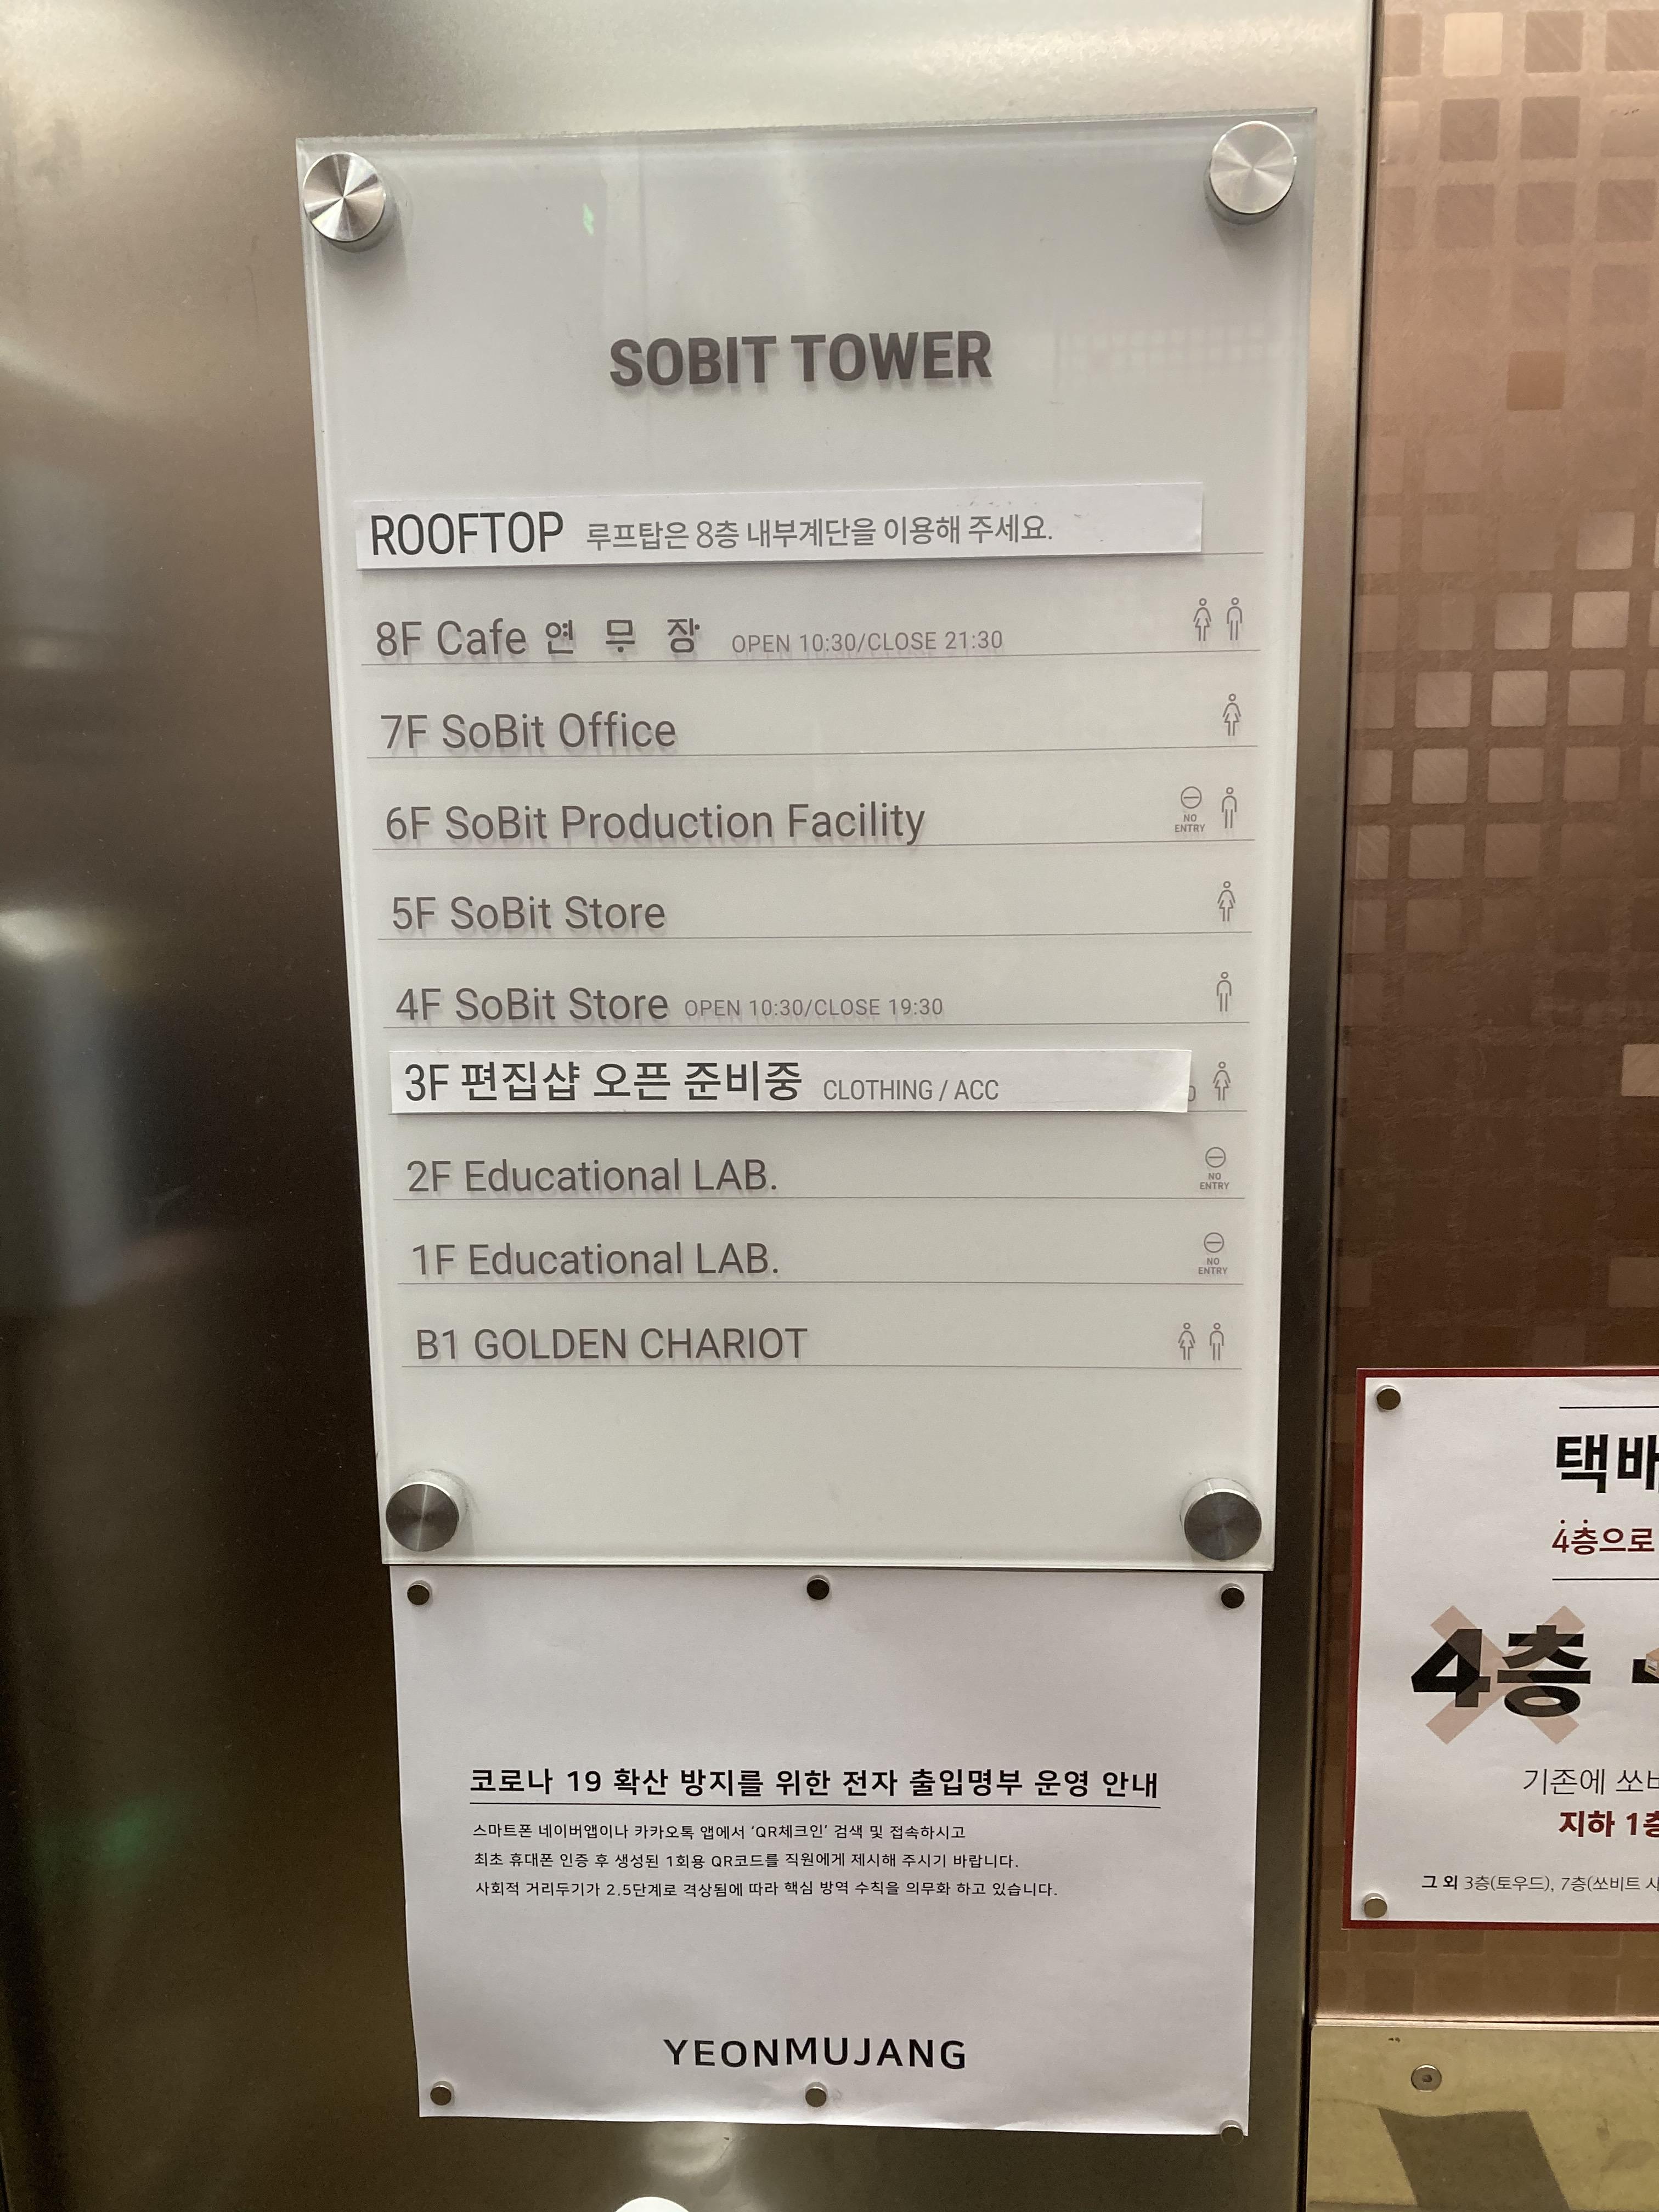 SOBIT TOWER
ROOFTOP 루프탑은 8층 내부계단을 이용해 주세요.
8F Cafe 연 무 장 OPEN 10:30/CLOSE 21:30
7F SoBit Office
6F SoBit Production Facility NO ENTRY
5F SoBit Store
4F SoBit Store OPEN 10:30/CLOSE 19:30
3F 편집샵 오픈 준비중 CLOTHING / ACC
2F Educational LAB. NO ENTRY
1F Educational LAB. NO ENTRY
B1 GOLDEN CHARIOT
코로나 19 확산 방지를 위한 전자 출입명부 운영 안내
스마트폰 네이버앱이나 카카오톡 앱에서 ‘QR체크인’ 검색 및 접속하시고
최초 휴대폰 인증 후 생성된 1회용 QR코드를 직원에게 제시해 주시기 바랍니다.
사회적 거리두기가 2.5단계로 격상됨에 따라 핵심 방역 수칙을 의무화 하고 있습니다.
YEONMUJANG
택배
4층으로
4층
기존에
지하 1층
그 외 3층(토우드), 7층(쏘비트